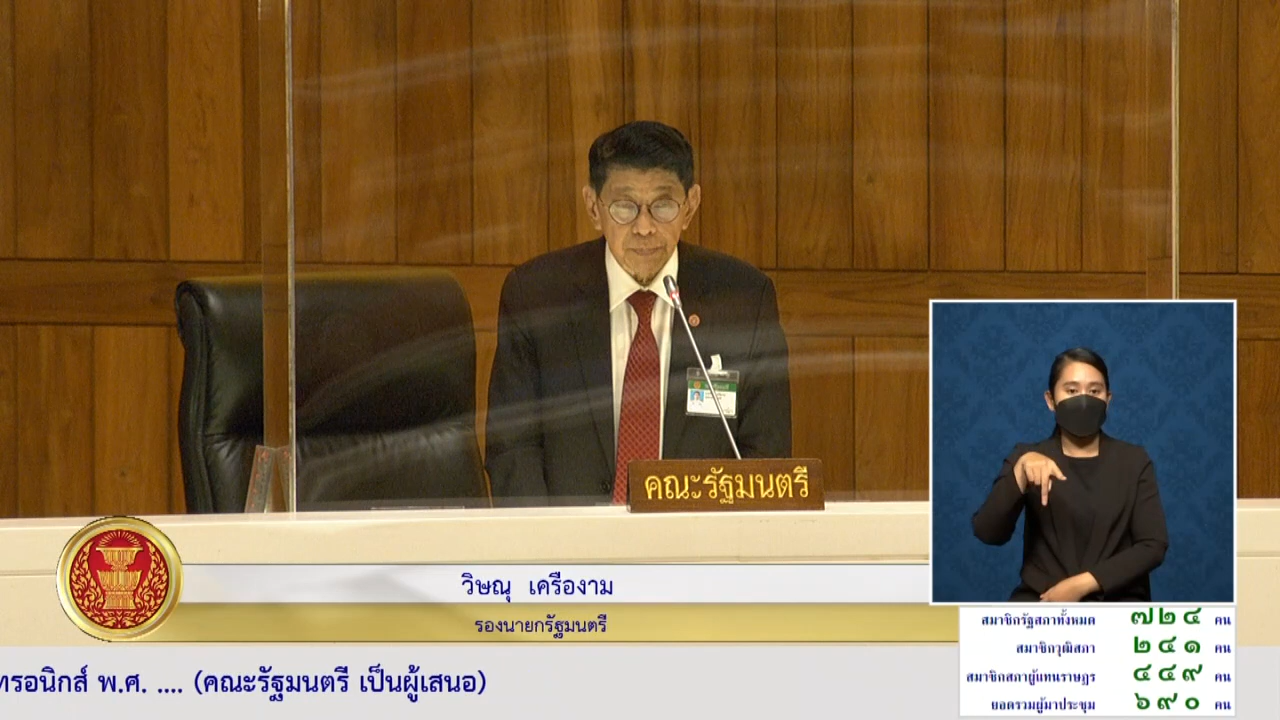 คณะรัฐมนตรี
วิษณุ เครืองาม
รองนายกรัฐมนตรี
ทรอนิกส์ พ.ศ. .... (คณะรัฐมนตรี เป็นผู้เสนอ)
สมาชิกรัฐสภาทั้งหมด ๗๒๔ คน
สมาชิกวุฒิสภา ๒๔๑ คน
สมาชิกสภาผู้แทนราษฎร ๔๔๙ คน
ยอดรวมผู้มาประชุม ๖๙๐ คน